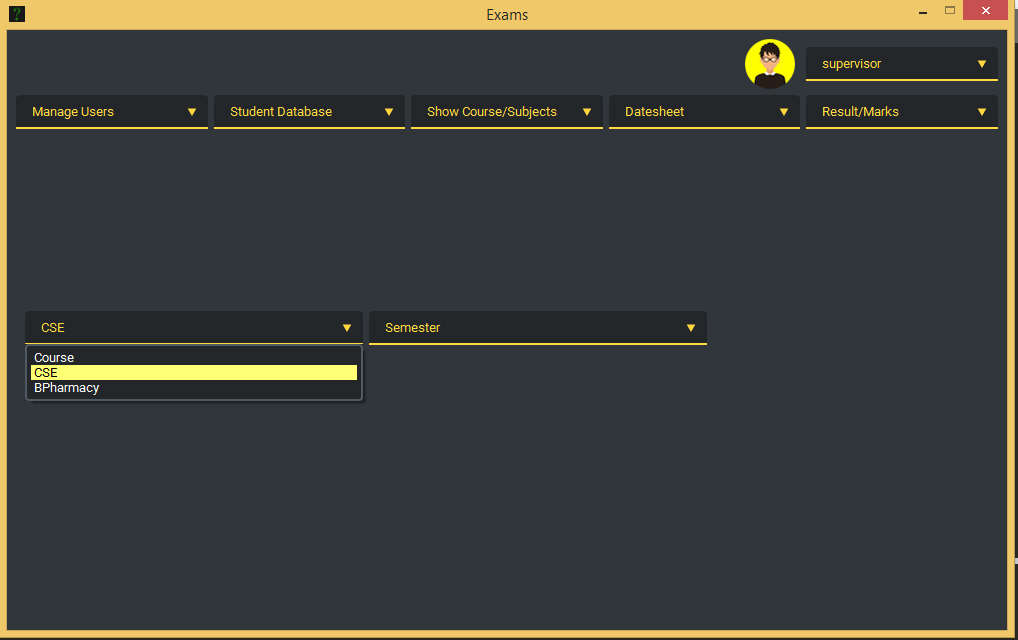 Exams
supervisor
Manage Users
Student Database
Show Course/Subjects
Datesheet
Result/Marks
CSE
Semester
Course
CSE
BPharmacy